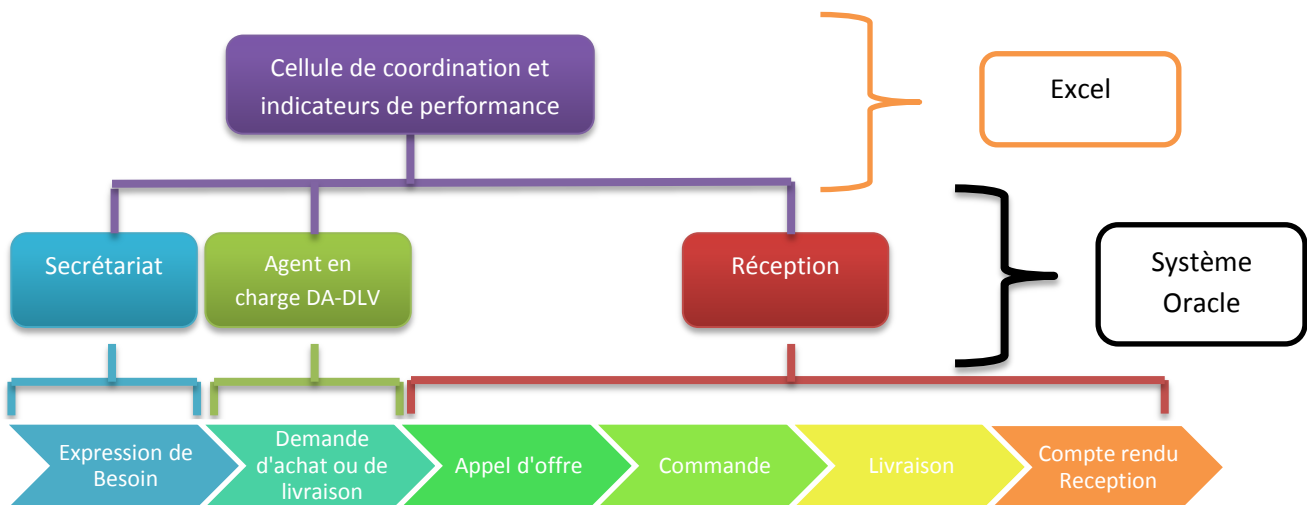 Cellule de coordination et
indicateurs de performance
Excel
Secrétariat
Agent en
charge DA-DLV
Réception
Système
Oracle
Expression de
Besoin
Demande
d'achat ou de
livraison
Appel d'offre
Commande
Livraison
Compte rendu
Reception